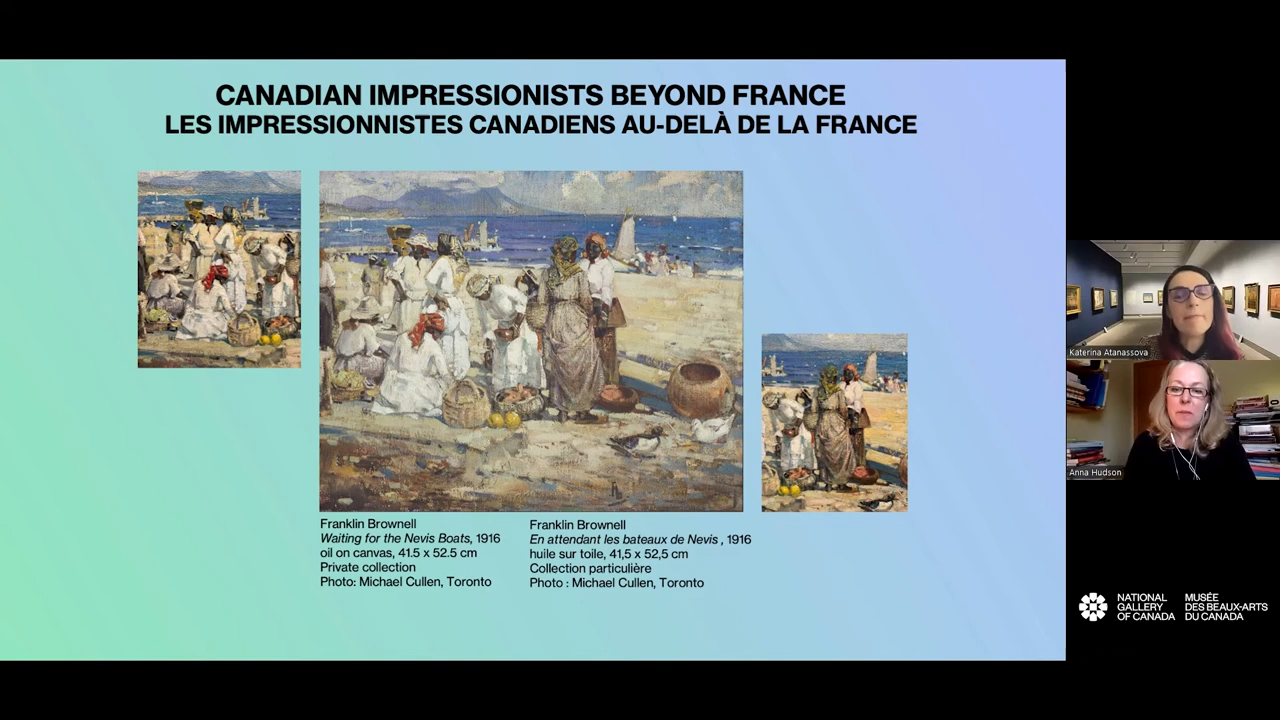 CANADIAN IMPRESSIONISTS BEYOND FRANCE
LES IMPRESSIONNISTES CANADIENS AU-DELÀ DE LA FRANCE
Franklin Brownell
Waiting for the Nevis Boats, 1916
oil on canvas, 41.5 x 52.5 cm
Private collection
Photo: Michael Cullen, Toronto
Franklin Brownell
En attendant les bateaux de Nevis , 1916
huile sur toile, 41,5 x 52,5 cm
Collection particulière
Photo : Michael Cullen, Toronto
Katerina Atanassova
Anna Hudson
NATIONAL
GALLERY
OF CANADA
MUSÉE
DES BEAUX-ARTS
DU CANADA